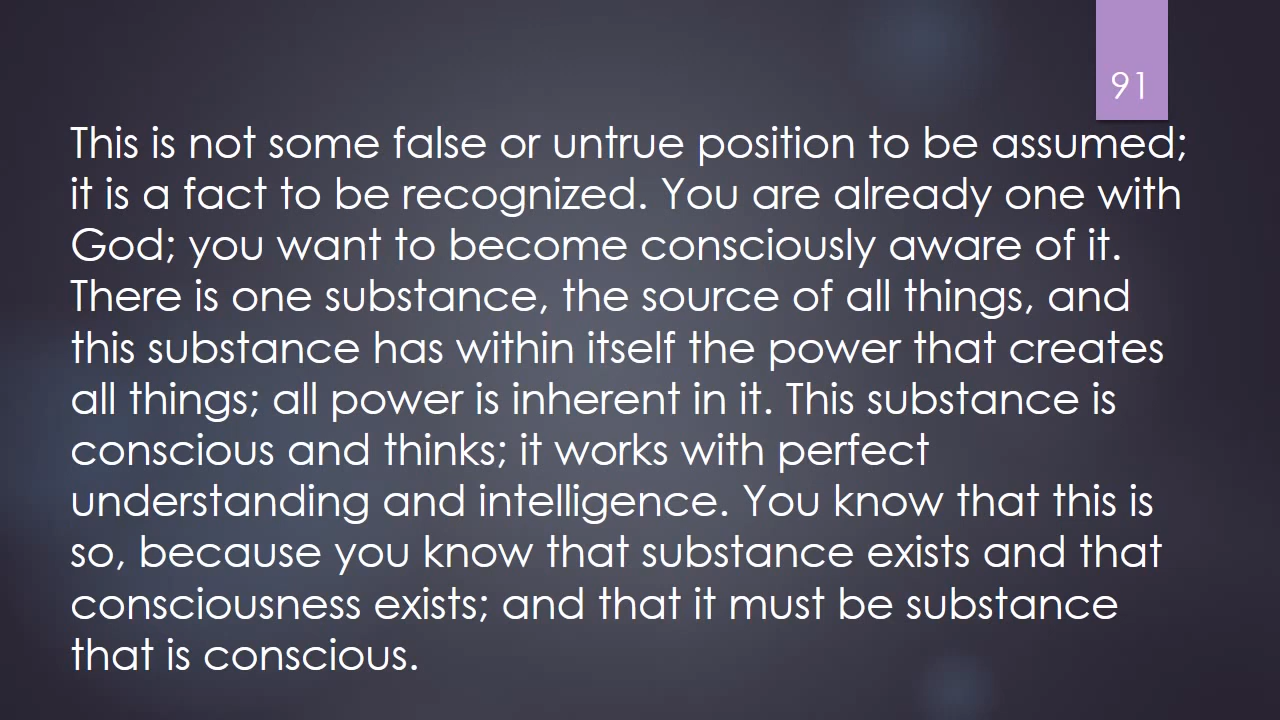 91
This is not some false or untrue position to be assumed;
it is a fact to be recognized. You are already one with
God; you want to become consciously aware of it.
There is one substance, the source of all things, and
this substance has within itself the power that creates
all things; all power is inherent in it. This substance is
conscious and thinks; it works with perfect
understanding and intelligence. You know that this is
so, because you know that substance exists and that
consciousness exists; and that it must be substance
that is conscious.